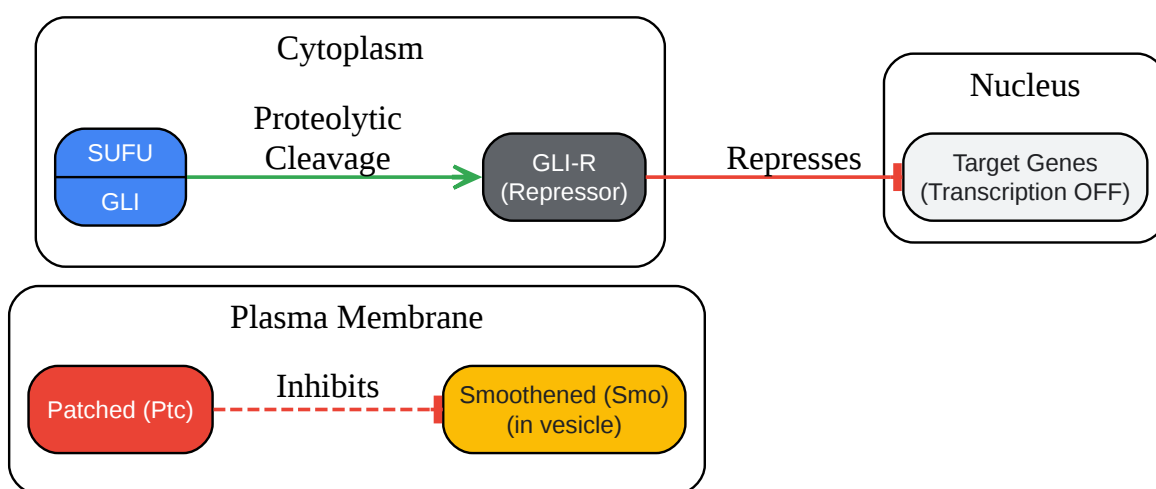 Cytoplasm
Proteolytic
Cleavage
SUFU
GLI
GLI-R
(Repressor)
Represses
Nucleus
Target Genes
(Transcription OFF)
Plasma Membrane
Patched (Ptc)
Inhibits
Smoothened (Smo)
(in vesicle)